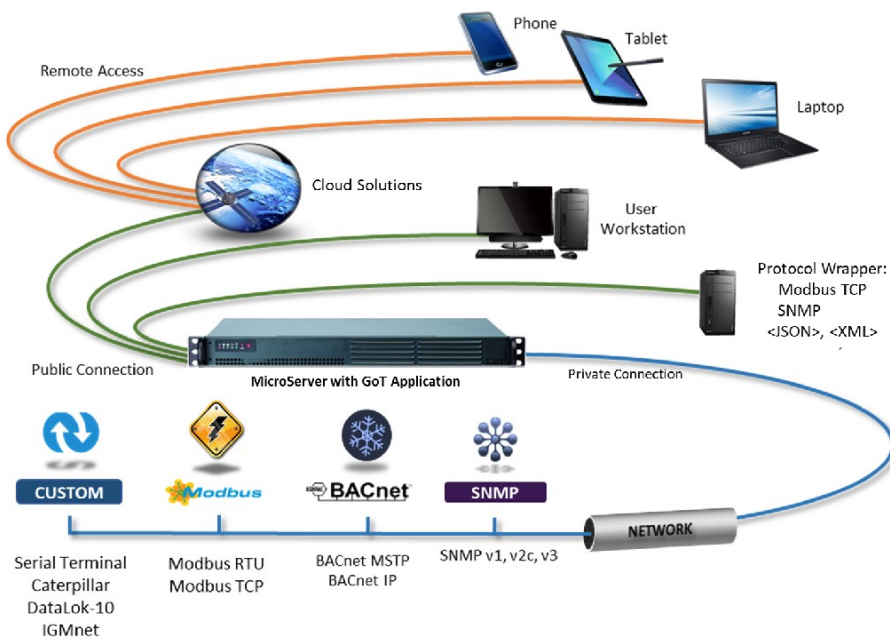 Phone
Tablet
Remote Access
Laptop
Cloud Solutions
User
Workstation
Protocol Wrapper:
Modbus TCP
SNMP
<JSON>, <XML>
Public Connection
MicroServer with GoT Application
Private Connection
CUSTOM
Modbus
ASHRAE BACnet
SNMP
NETWORK
Serial Terminal
Caterpillar
DataLok-10
IGMnet
Modbus RTU
Modbus TCP
BACnet MSTP
BACnet IP
SNMP v1, v2c, v3